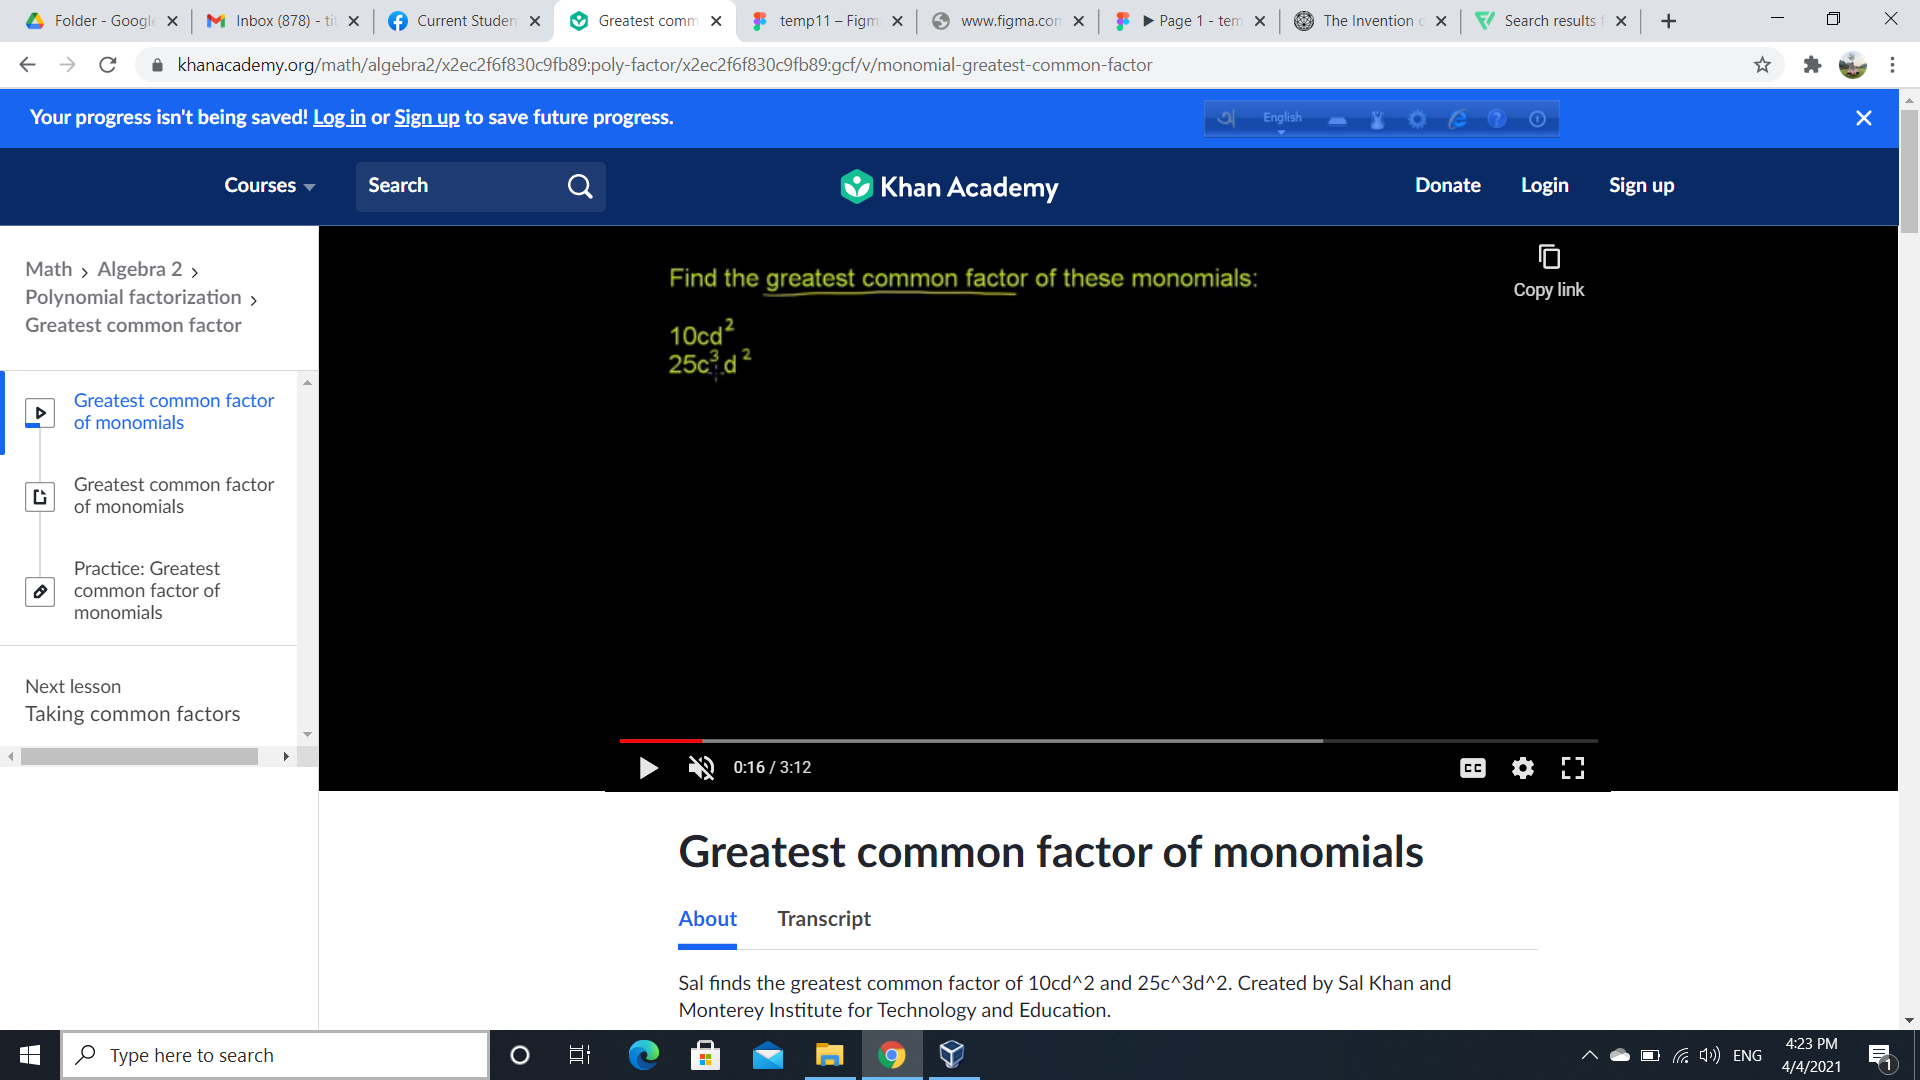 Folder - Google
Inbox (878) - tit
Current Studen
Greatest comm
temp11 – Figm
www.figma.con
▶ Page 1 - tem
The Invention c
Search results f
khanacademy.org/math/algebra2/x2ec2f6f830c9fb89:poly-factor/x2ec2f6f830c9fb89:gcf/v/monomial-greatest-common-factor
Your progress isn't being saved! Log in or Sign up to save future progress.
English
Courses
Search
Khan Academy
Donate
Login
Sign up
Math › Algebra 2 ›
Polynomial factorization ›
Greatest common factor
Greatest common factor
of monomials
Greatest common factor
of monomials
Practice: Greatest
common factor of
monomials
Next lesson
Taking common factors
Find the greatest common factor of these monomials:
10cd²
25c³d²
Copy link
0:16 / 3:12
CC
Greatest common factor of monomials
About
Transcript
Sal finds the greatest common factor of 10cd^2 and 25c^3d^2. Created by Sal Khan and
Monterey Institute for Technology and Education.
Type here to search
ENG
4:23 PM
4/4/2021
1